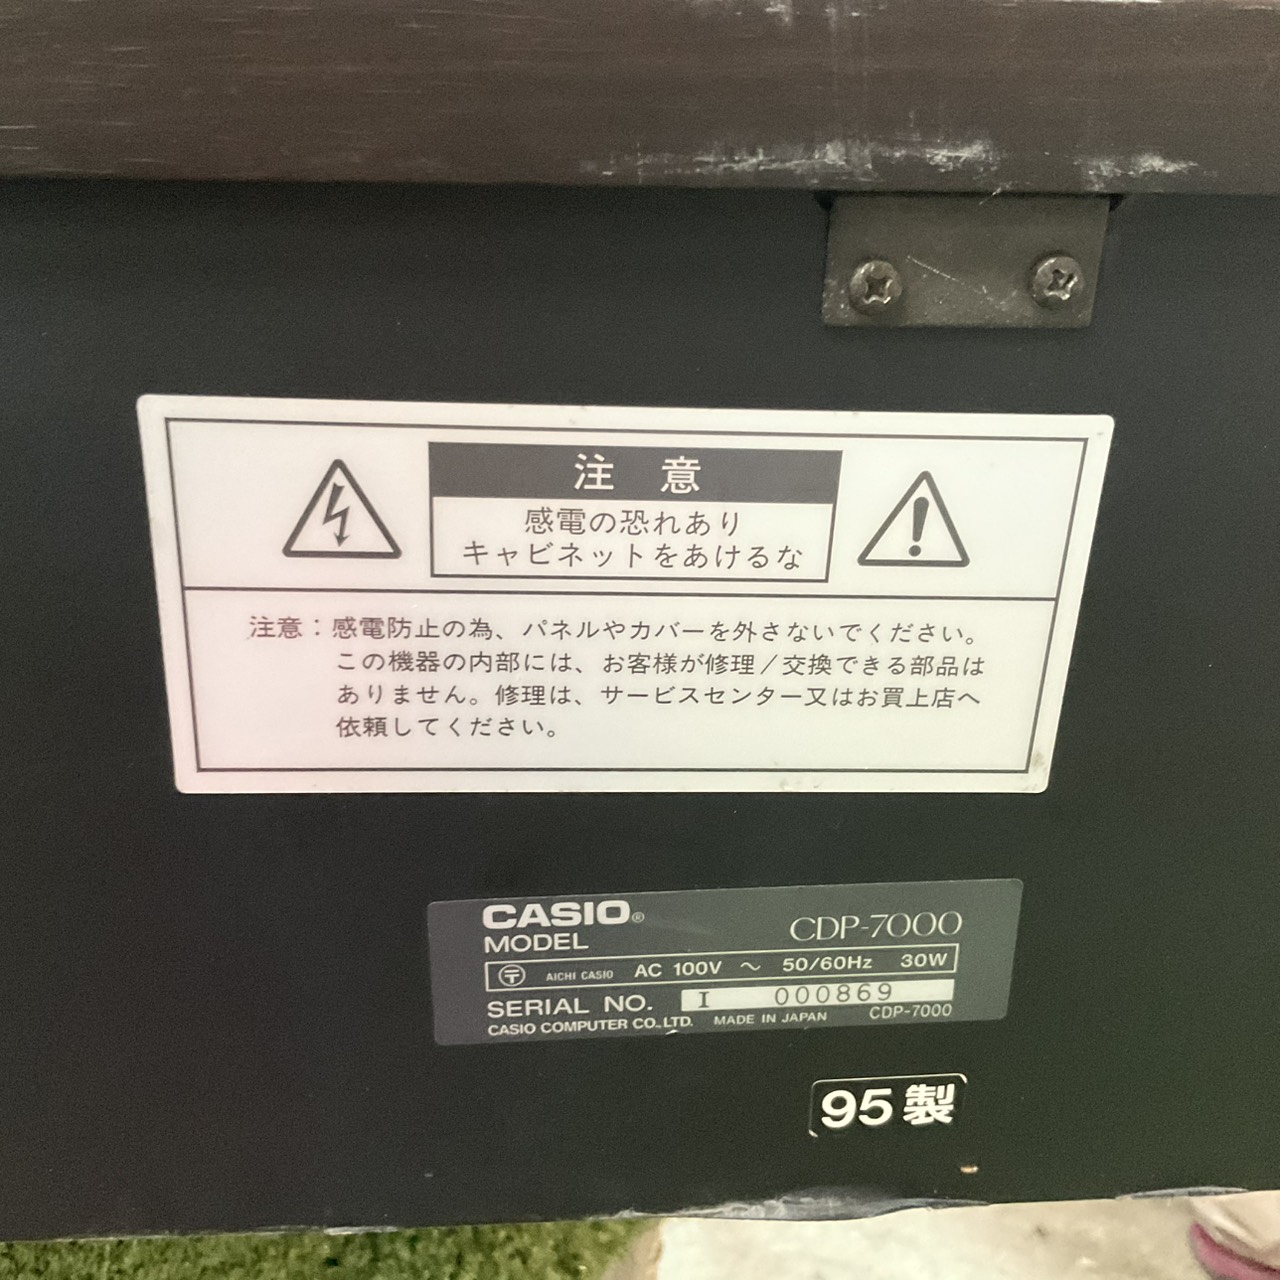 注 意
感電の恐れあり
キャビネットをあけるな
注意：感電防止の為、パネルやカバーを外さないでください。
この機器の内部には、お客様が修理／交換できる部品は
ありません。修理は、サービスセンター又はお買上店へ
依頼してください。
CASIO®
MODEL CDP-7000
〶 AICHI CASIO AC 100V ～ 50/60Hz 30W
SERIAL NO. I 000869
CASIO COMPUTER CO.,LTD. MADE IN JAPAN CDP-7000
95製